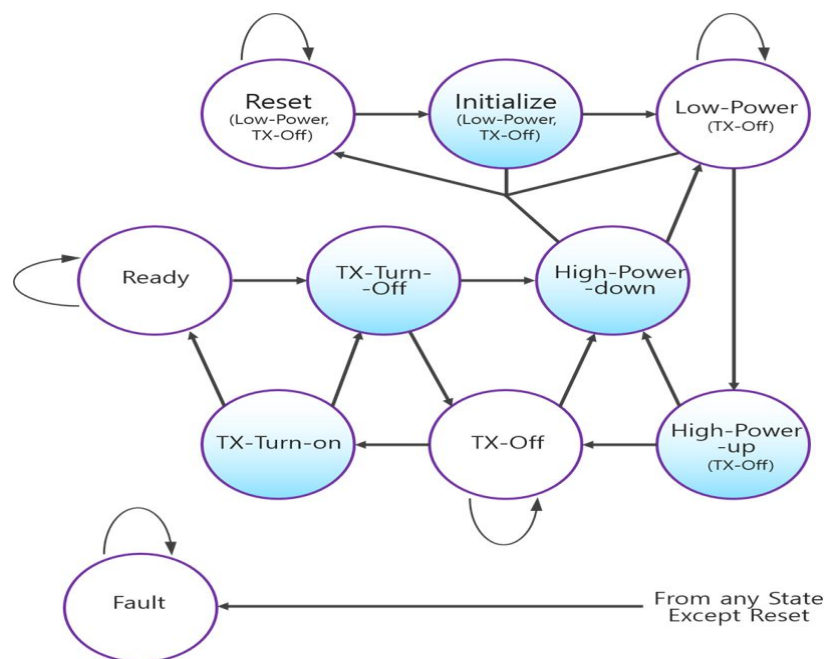 Reset
(Low-Power,
TX-Off)
Initialize
(Low-Power,
TX-Off)
Low-Power
(TX-Off)
Ready
TX-Turn-
-Off
High-Power
-down
TX-Turn-on
TX-Off
High-Power
-up
(TX-Off)
Fault
From any State
Except Reset